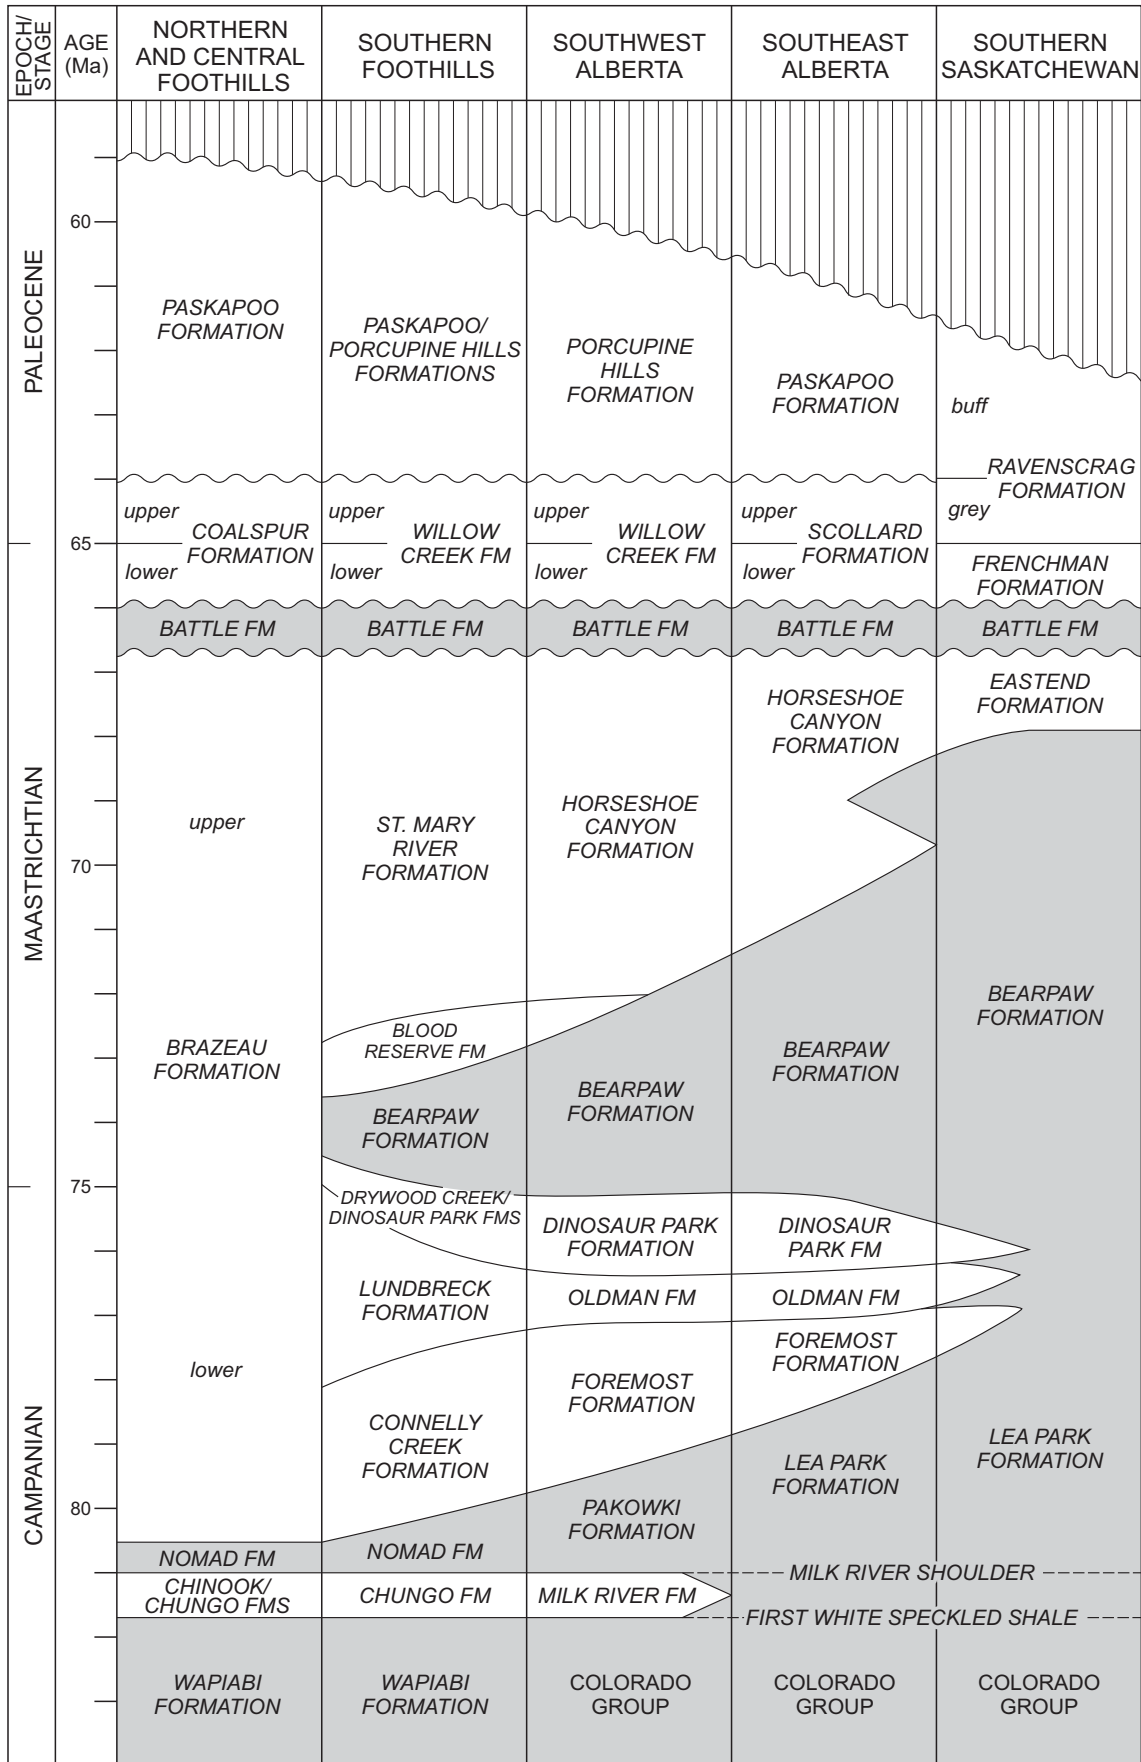 EPOCH/
STAGE
AGE
(Ma)
NORTHERN
AND CENTRAL
FOOTHILLS
SOUTHERN
FOOTHILLS
SOUTHWEST
ALBERTA
SOUTHEAST
ALBERTA
SOUTHERN
SASKATCHEWAN
PALEOCENE
MAASTRICHTIAN
CAMPANIAN
60
65
70
75
80
PASKAPOO
FORMATION
upper
COALSPUR
FORMATION
lower
BATTLE FM
upper
BRAZEAU
FORMATION
lower
NOMAD FM
CHINOOK/
CHUNGO FMS
WAPIABI
FORMATION
PASKAPOO/
PORCUPINE HILLS
FORMATIONS
upper
WILLOW
CREEK FM
lower
BATTLE FM
ST. MARY
RIVER
FORMATION
BLOOD
RESERVE FM
BEARPAW
FORMATION
DRYWOOD CREEK/
DINOSAUR PARK FMS
LUNDBRECK
FORMATION
CONNELLY
CREEK
FORMATION
NOMAD FM
CHUNGO FM
WAPIABI
FORMATION
PORCUPINE
HILLS
FORMATION
upper
WILLOW
CREEK FM
lower
BATTLE FM
HORSESHOE
CANYON
FORMATION
BEARPAW
FORMATION
DINOSAUR PARK
FORMATION
OLDMAN FM
FOREMOST
FORMATION
PAKOWKI
FORMATION
MILK RIVER FM
COLORADO
GROUP
PASKAPOO
FORMATION
upper
SCOLLARD
FORMATION
lower
BATTLE FM
HORSESHOE
CANYON
FORMATION
BEARPAW
FORMATION
DINOSAUR
PARK FM
OLDMAN FM
FOREMOST
FORMATION
LEA PARK
FORMATION
MILK RIVER SHOULDER
FIRST WHITE SPECKLED SHALE
COLORADO
GROUP
buff
RAVENSCRAG
FORMATION
grey
FRENCHMAN
FORMATION
BATTLE FM
EASTEND
FORMATION
BEARPAW
FORMATION
LEA PARK
FORMATION
COLORADO
GROUP